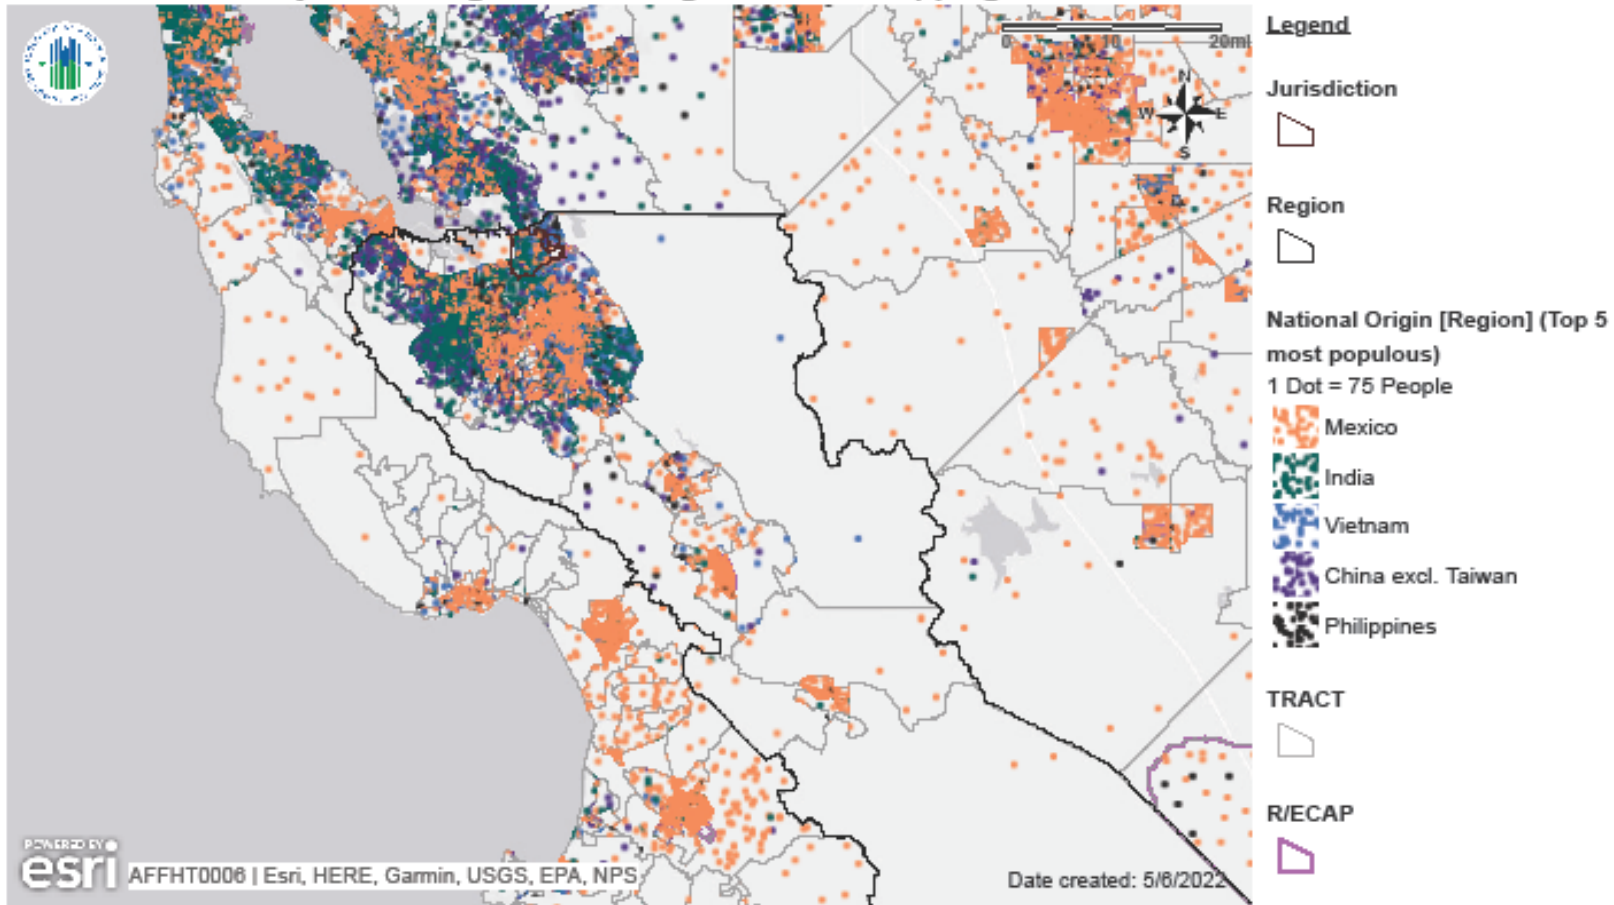 Legend
0 10 20mi
Jurisdiction
N
W E
S
Region
National Origin [Region] (Top 5
most populous)
1 Dot = 75 People
Mexico
India
Vietnam
China excl. Taiwan
Philippines
TRACT
R/ECAP
POWERED BY
esri
AFFHT0006 | Esri, HERE, Garmin, USGS, EPA, NPS
Date created: 5/6/2022